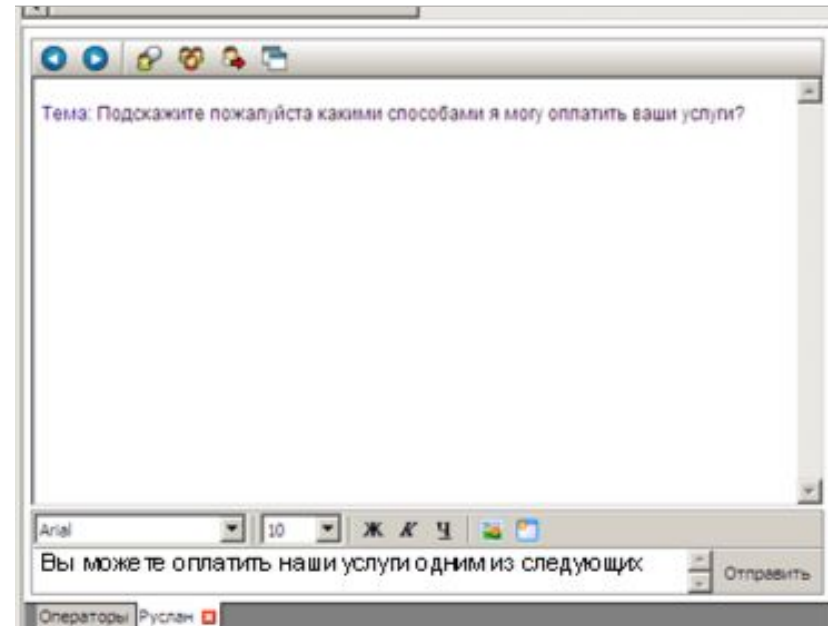 Тема: Подскажите пожалуйста какими способами я могу оплатить ваши услуги?
Arial 10 Ж К Ч
Вы можете оплатить наши услуги одним из следующих
Отправить
Операторы Руслан